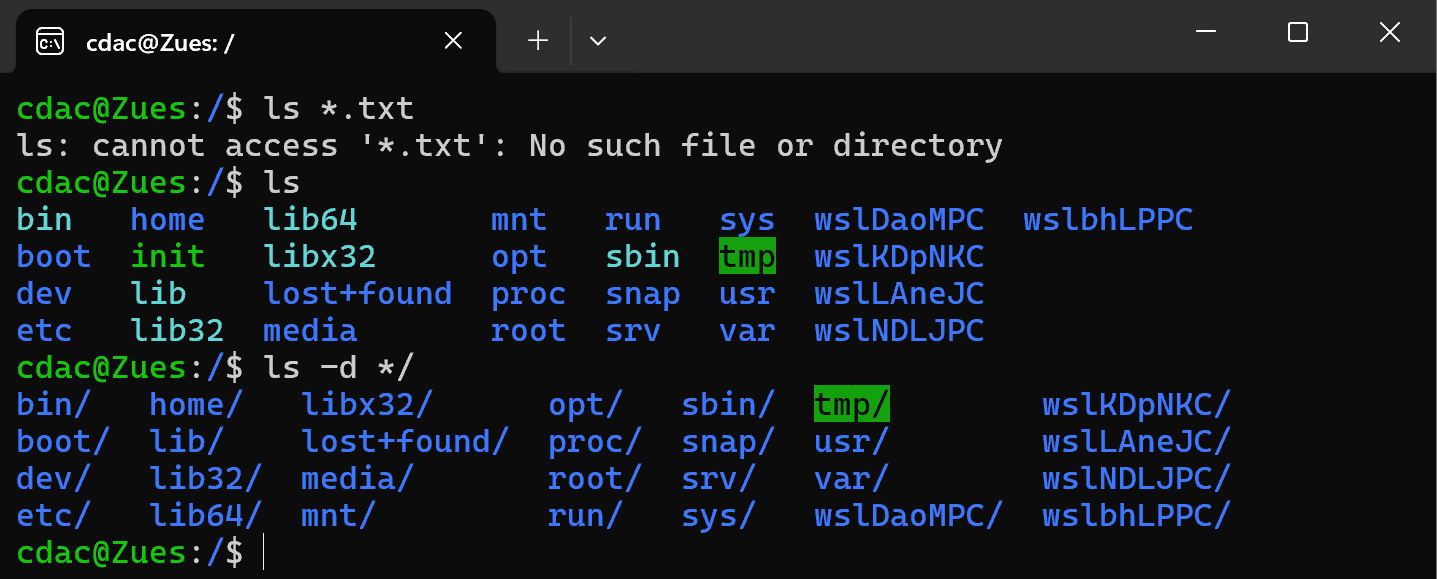 cdac@Zues: /
cdac@Zues:/$ ls *.txt
ls: cannot access '*.txt': No such file or directory
cdac@Zues:/$ ls
bin home lib64 mnt run sys wslDaoMPC wslbhLPPC
boot init libx32 opt sbin tmp wslKDpNKC
dev lib lost+found proc snap usr wslLAneJC
etc lib32 media root srv var wslNDLJPC
cdac@Zues:/$ ls -d */
bin/ home/ libx32/ opt/ sbin/ tmp/ wslKDpNKC/
boot/ lib/ lost+found/ proc/ snap/ usr/ wslLAneJC/
dev/ lib32/ media/ root/ srv/ var/ wslNDLJPC/
etc/ lib64/ mnt/ run/ sys/ wslDaoMPC/ wslbhLPPC/
cdac@Zues:/$